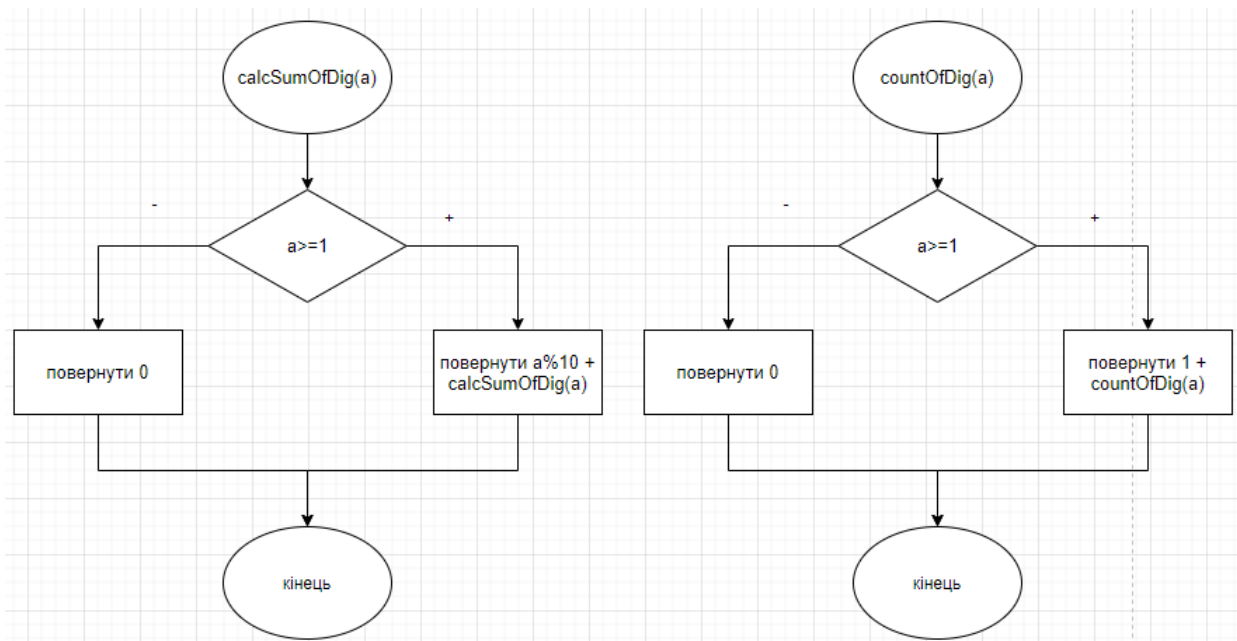 calcSumOfDig(a)
-
+
a>=1
повернути 0
повернути a%10 +
calcSumOfDig(a)
кінець
countOfDig(a)
-
+
a>=1
повернути 0
повернути 1 +
countOfDig(a)
кінець